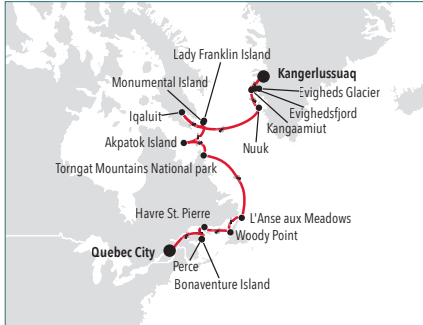 Lady Franklin Island
Kangerlussuaq
Monumental Island
Evigheds Glacier
Iqaluit
Evighedsfjord
Kangaamiut
Akpatok Island
Nuuk
Torngat Mountains National park
Havre St. Pierre
L'Anse aux Meadows
Woody Point
Quebec City
Perce
Bonaventure Island